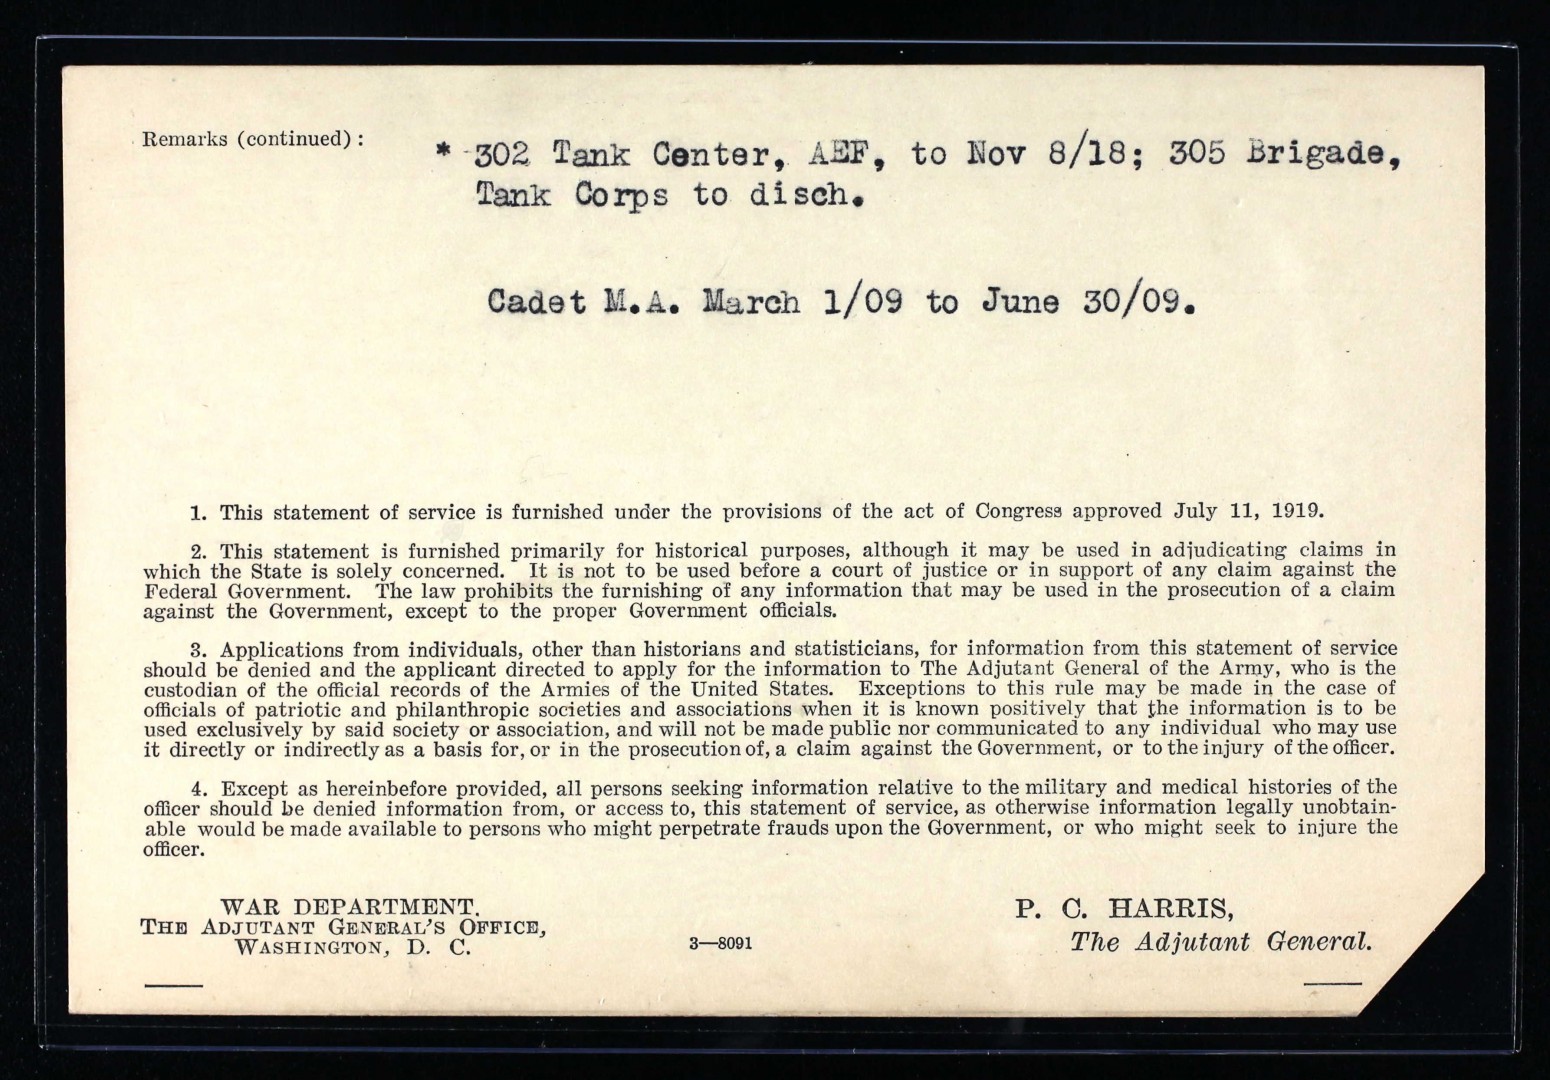 Remarks (continued):
* 302 Tank Center, AEF, to Nov 8/18; 305 Brigade,
Tank Corps to disch.
Cadet M.A. March 1/09 to June 30/09.
1. This statement of service is furnished under the provisions of the act of Congress approved July 11, 1919.
2. This statement is furnished primarily for historical purposes, although it may be used in adjudicating claims in
which the State is solely concerned. It is not to be used before a court of justice or in support of any claim against the
Federal Government. The law prohibits the furnishing of any information that may be used in the prosecution of a claim
against the Government, except to the proper Government officials.
3. Applications from individuals, other than historians and statisticians, for information from this statement of service
should be denied and the applicant directed to apply for the information to The Adjutant General of the Army, who is the
custodian of the official records of the Armies of the United States. Exceptions to this rule may be made in the case of
officials of patriotic and philanthropic societies and associations when it is known positively that the information is to be
used exclusively by said society or association, and will not be made public nor communicated to any individual who may use
it directly or indirectly as a basis for, or in the prosecution of, a claim against the Government, or to the injury of the officer.
4. Except as hereinbefore provided, all persons seeking information relative to the military and medical histories of the
officer should be denied information from, or access to, this statement of service, as otherwise information legally unobtain-
able would be made available to persons who might perpetrate frauds upon the Government, or who might seek to injure the
officer.
WAR DEPARTMENT.
THE ADJUTANT GENERAL'S OFFICE,
WASHINGTON, D. C.
3—8091
P. C. HARRIS,
The Adjutant General.